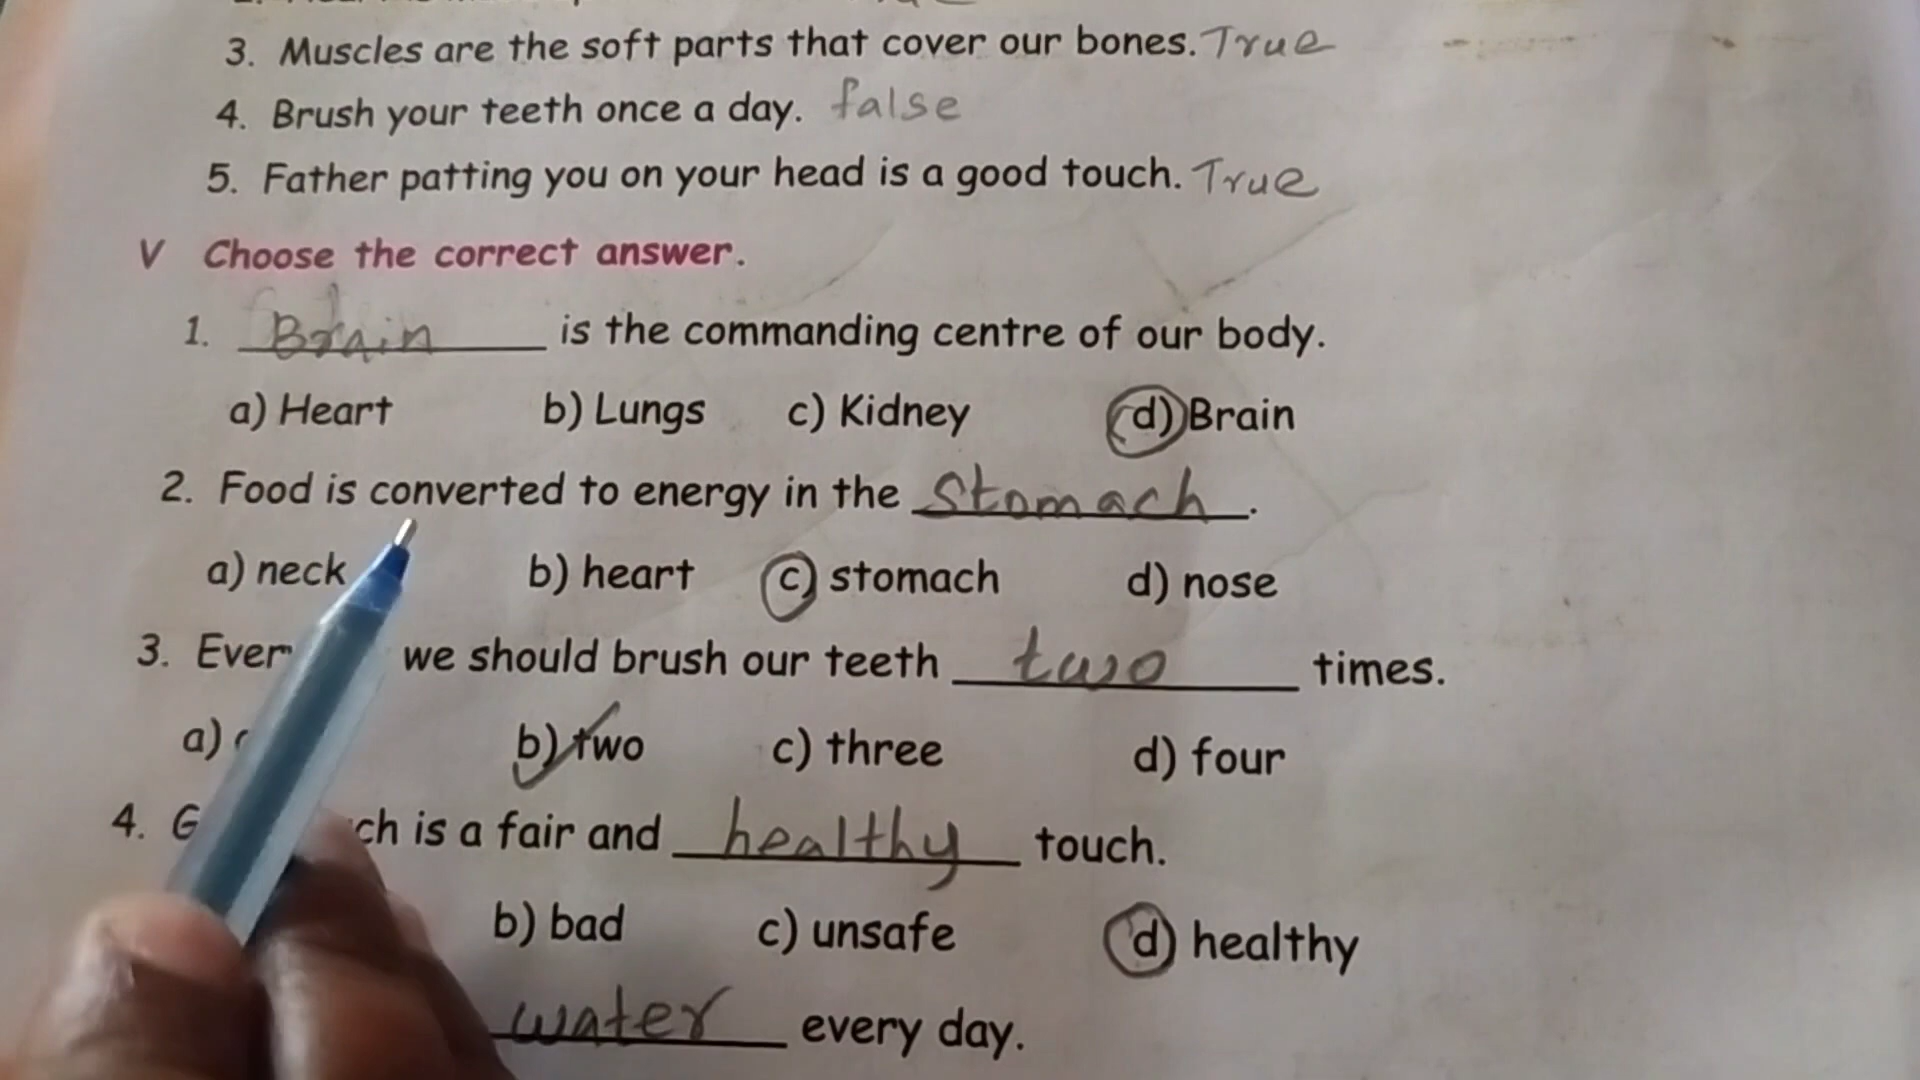 3. Muscles are the soft parts that cover our bones. True
4. Brush your teeth once a day. false
5. Father patting you on your head is a good touch. True
V Choose the correct answer.
1. Brain is the commanding centre of our body.
a) Heart b) Lungs c) Kidney d) Brain
2. Food is converted to energy in the stomach.
a) neck b) heart c) stomach d) nose
3. we should brush our teeth two times.
a) b) two c) three d) four
4. is a fair and healthy touch.
b) bad c) unsafe d) healthy
water every day.